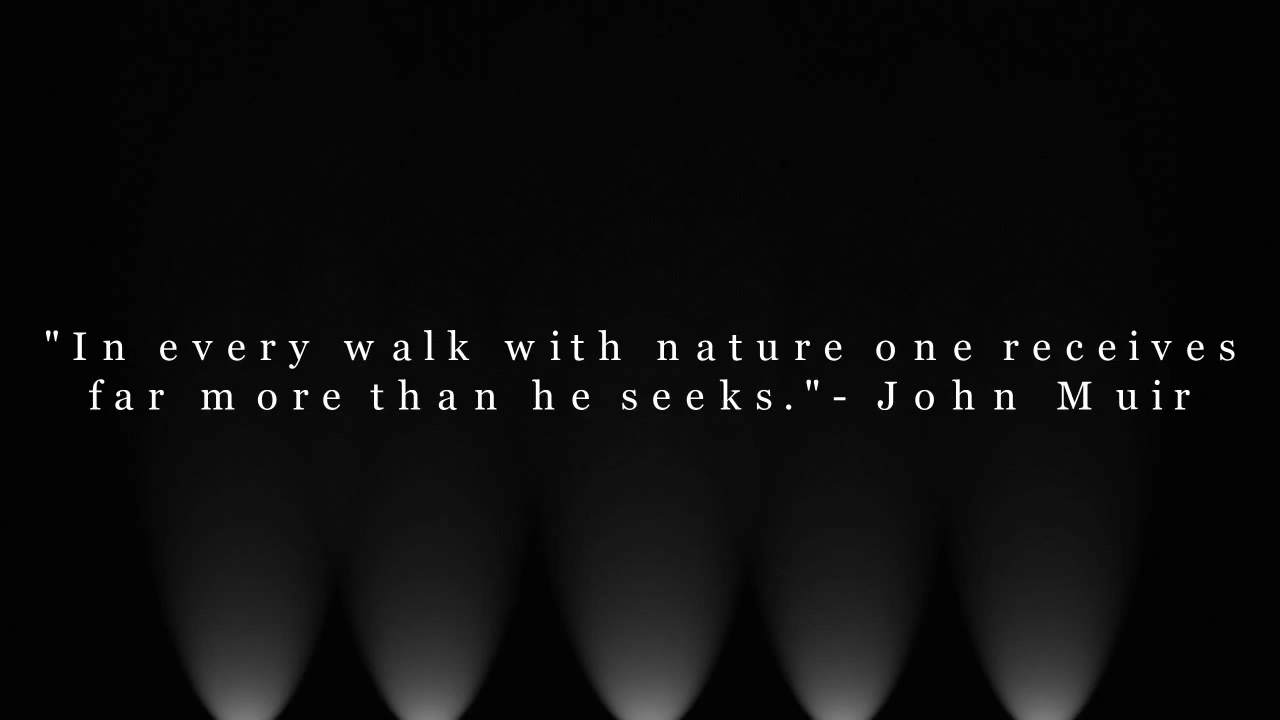 "In every walk with nature one receives
far more than he seeks."- John Muir